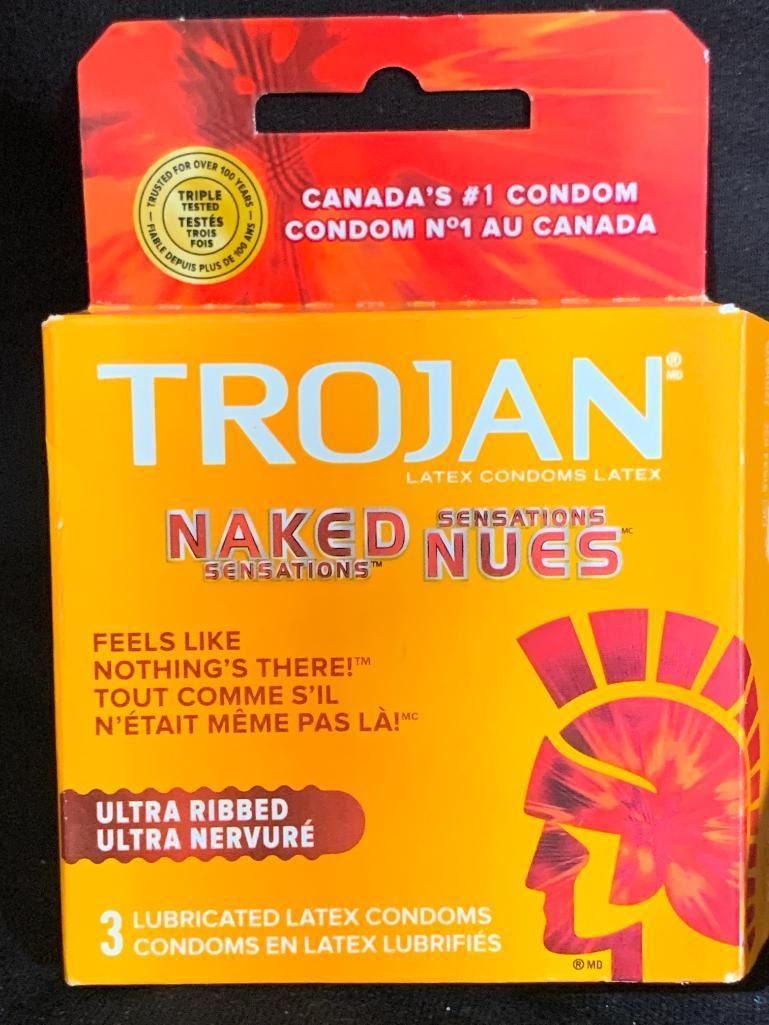 TRUSTED FOR OVER 100 YEARS
TRIPLE
TESTED
TESTÉS
TROIS
FOIS
FIABLE DEPUIS PLUS DE 100 ANS
CANADA'S #1 CONDOM
CONDOM Nº1 AU CANADA
TROJAN® MD
LATEX CONDOMS LATEX
NAKED
SENSATIONS™
SENSATIONS
NUES MC
FEELS LIKE
NOTHING'S THERE!™
TOUT COMME S'IL
N'ÉTAIT MÊME PAS LÀ! MC
ULTRA RIBBED
ULTRA NERVURÉ
3 LUBRICATED LATEX CONDOMS
CONDOMS EN LATEX LUBRIFIÉS
® MD